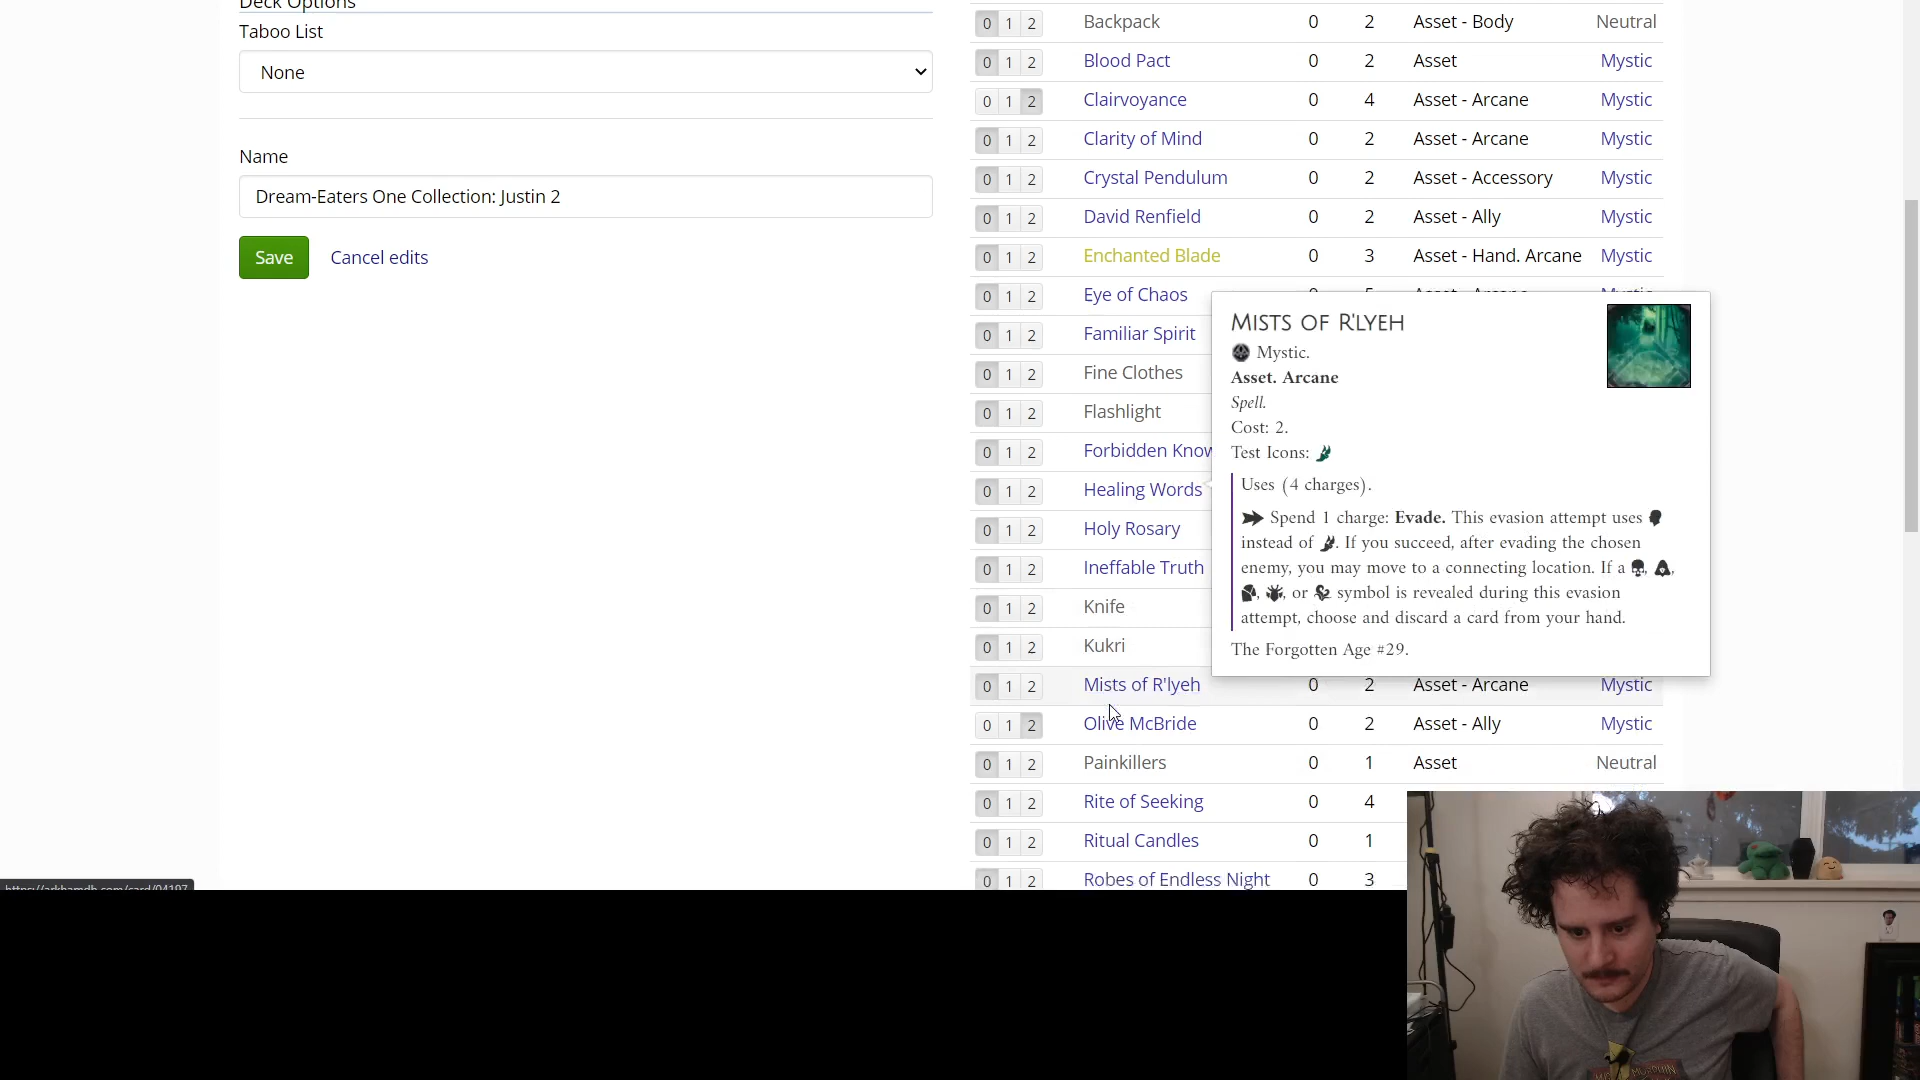 Deck Options
Taboo List
None
Name
Dream-Eaters One Collection: Justin 2
Save Cancel edits
0 1 2 Backpack 0 2 Asset - Body Neutral
0 1 2 Blood Pact 0 2 Asset Mystic
0 1 2 Clairvoyance 0 4 Asset - Arcane Mystic
0 1 2 Clarity of Mind 0 2 Asset - Arcane Mystic
0 1 2 Crystal Pendulum 0 2 Asset - Accessory Mystic
0 1 2 David Renfield 0 2 Asset - Ally Mystic
0 1 2 Enchanted Blade 0 3 Asset - Hand. Arcane Mystic
0 1 2 Eye of Chaos
0 1 2 Familiar Spirit
0 1 2 Fine Clothes
0 1 2 Flashlight
0 1 2 Forbidden Know
0 1 2 Healing Words
0 1 2 Holy Rosary
0 1 2 Ineffable Truth
0 1 2 Knife
0 1 2 Kukri
0 1 2 Mists of R'lyeh 0 2 Asset - Arcane Mystic
0 1 2 Olive McBride 0 2 Asset - Ally Mystic
0 1 2 Painkillers 0 1 Asset Neutral
0 1 2 Rite of Seeking 0 4
0 1 2 Ritual Candles 0 1
0 1 2 Robes of Endless Night 0 3
Mists of R'lyeh
Mystic.
Asset. Arcane
Spell.
Cost: 2.
Test Icons:
Uses (4 charges).
Spend 1 charge: Evade. This evasion attempt uses
instead of . If you succeed, after evading the chosen
enemy, you may move to a connecting location. If a , ,
, , or symbol is revealed during this evasion
attempt, choose and discard a card from your hand.
The Forgotten Age #29.
https://arkhamdb.com/card/04197